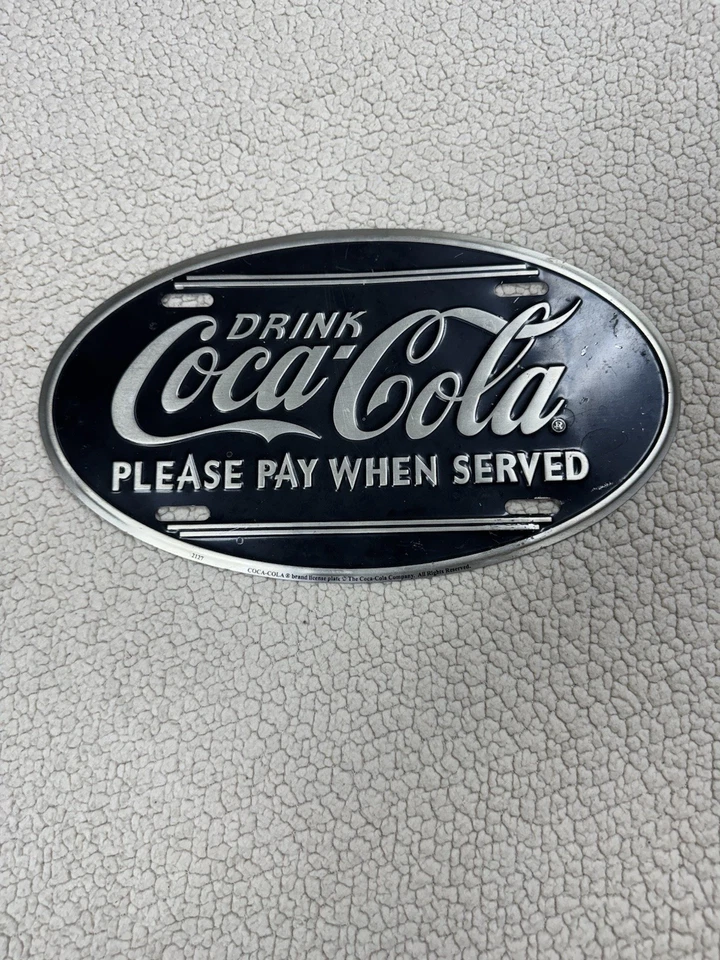 DRINK
Coca-Cola®
PLEASE PAY WHEN SERVED
2127
COCA-COLA® brand license plate © The Coca-Cola Company. All Rights Reserved.